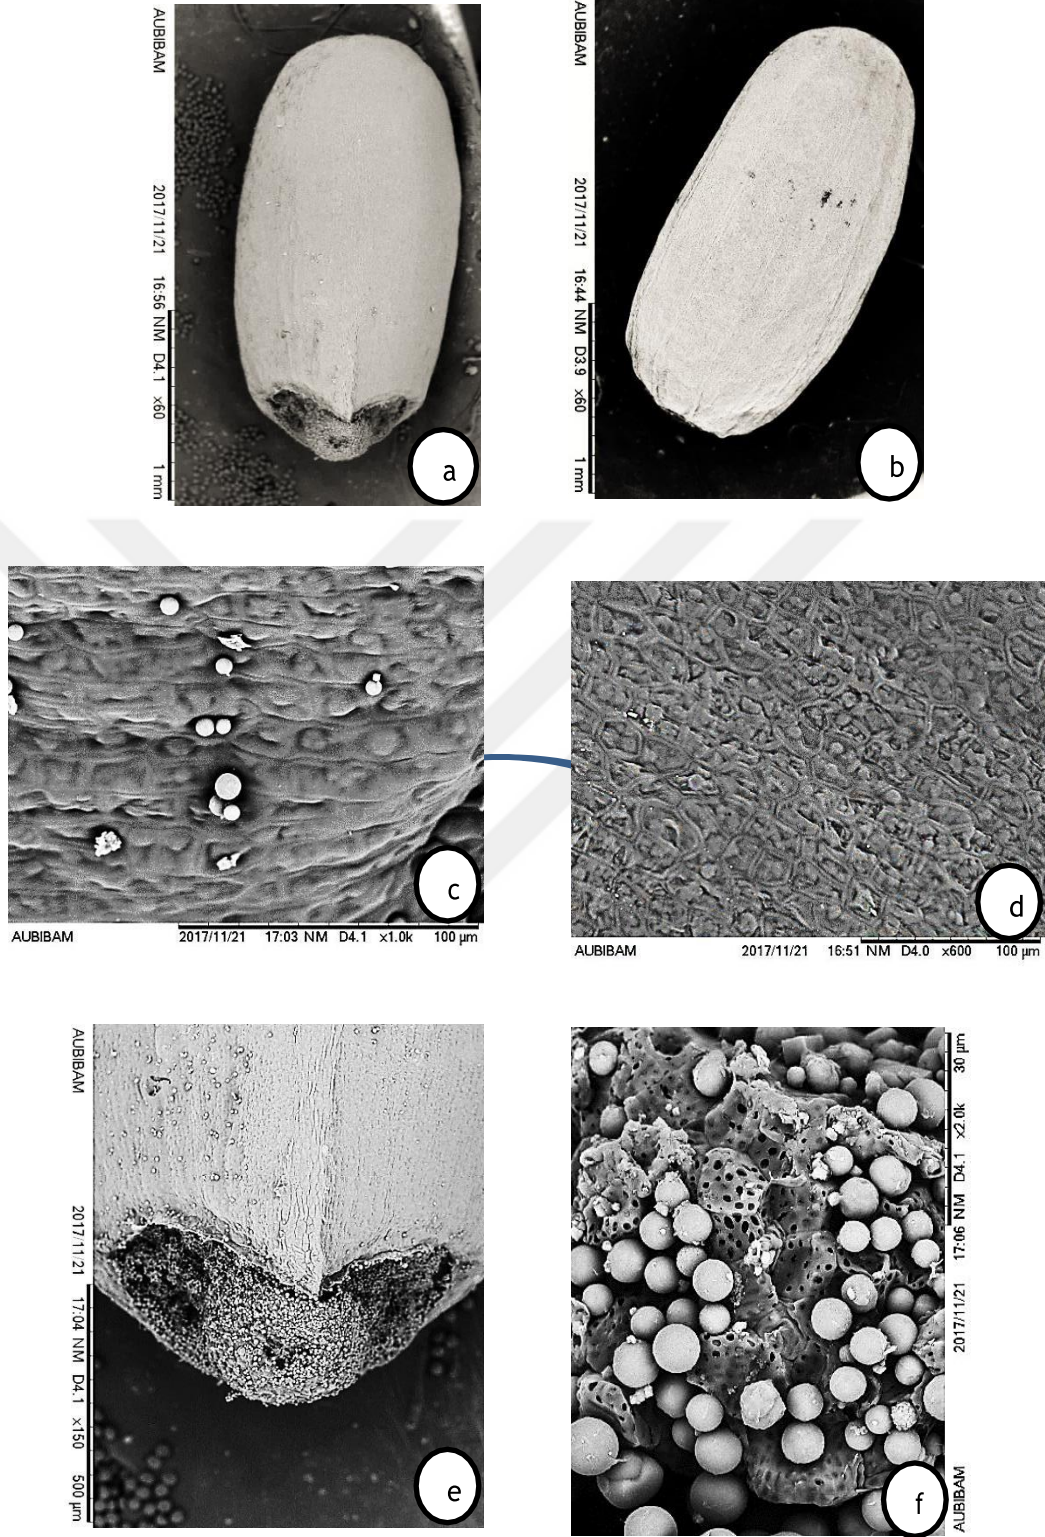 AUBIBAM 2017/11/21 16:56 NM D4.1 x60 1 mm
a
AUBIBAM 2017/11/21 16:44 NM D3.9 x60 1 mm
b
c
AUBIBAM 2017/11/21 17:03 NM D4.1 x1.0k 100 µm
d
AUBIBAM 2017/11/21 16:51 NM D4.0 x600 100 µm
AUBIBAM 2017/11/21 17:04 NM D4.1 x150 500 µm
e
AUBIBAM 2017/11/21 17:06 NM D4.1 x2.0k 30 µm
f